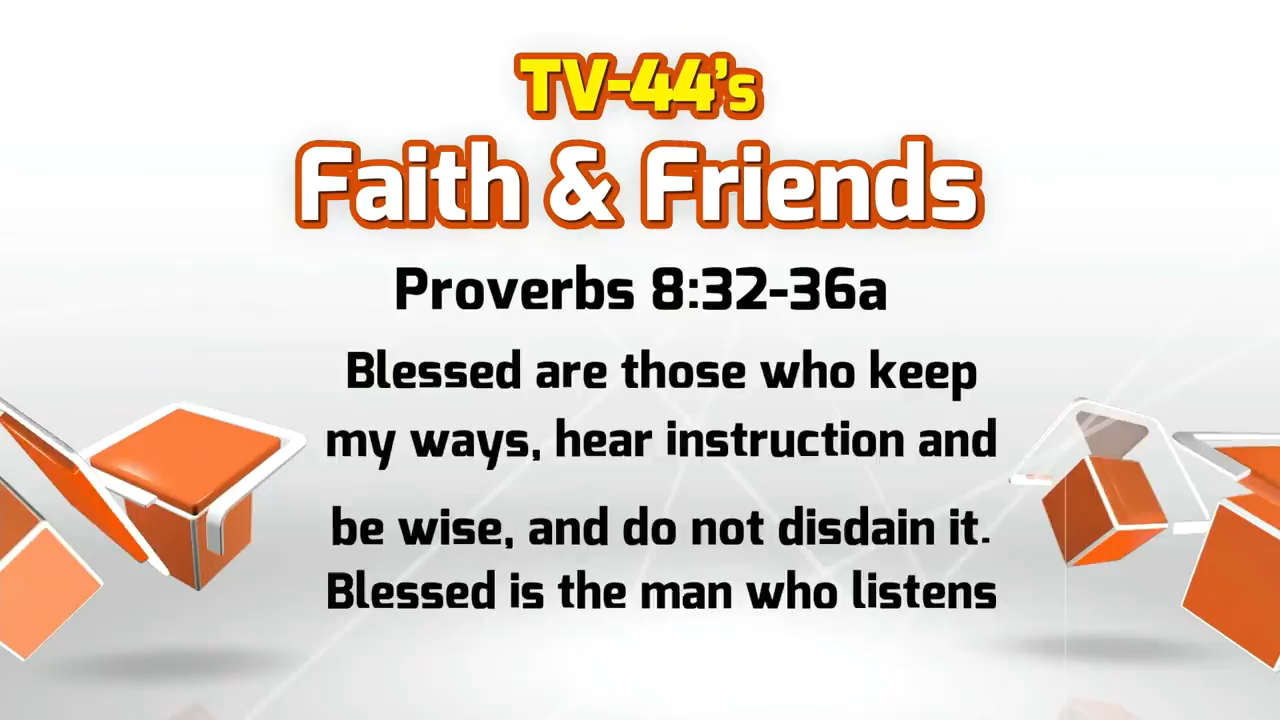 TV-44's
Faith & Friends
Proverbs 8:32-36a
Blessed are those who keep
my ways, hear instruction and
be wise, and do not disdain it.
Blessed is the man who listens